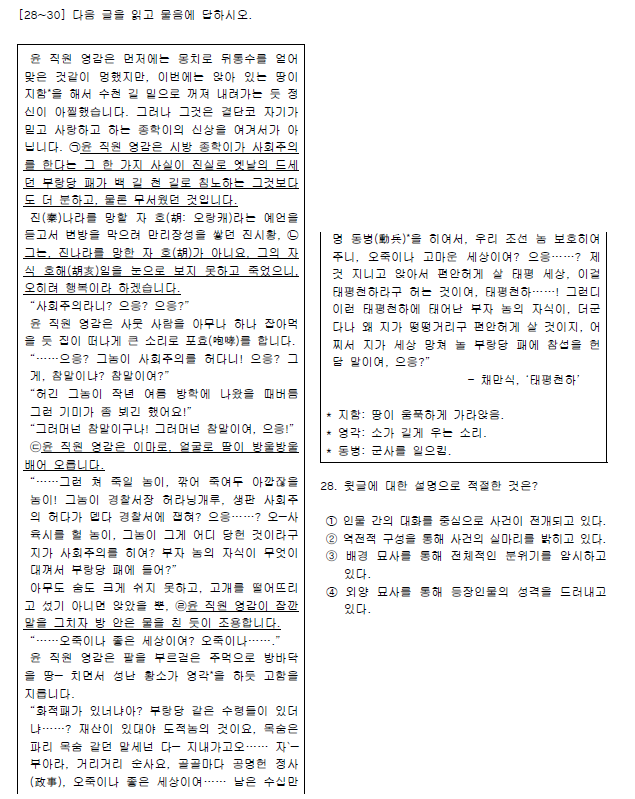 [28~30] 다음 글을 읽고 물음에 답하시오.
윤 직원 영감은 먼저에는 몽치로 뒤통수를 얻어
맞은 것같이 멍했지만, 이번에는 앉아 있는 땅이
지함*을 해서 수천 길 밑으로 꺼져 내려가는 듯 정
신이 아찔했습니다. 그러나 그것은 결단코 자기가
믿고 사랑하고 하는 종학이의 신상을 여겨서가 아
닙니다. ㉠윤 직원 영감은 시방 종학이가 사회주의
를 한다는 그 한 가지 사실이 진실로 옛날의 드세
던 부랑당 패가 백 길 천 길로 침노하는 그것보다
도 더 분하고, 물론 무서웠던 것입니다.
진(秦)나라를 망할 자 호(胡: 오랑캐)라는 예언을
듣고서 변방을 막으려 만리장성을 쌓던 진시황, ㉡
그는, 진나라를 망한 자 호(胡)가 아니요, 그의 자
식 호해(胡亥)임을 눈으로 보지 못하고 죽었으니,
오히려 행복이라 하겠습니다.
“사회주의라니? 으응? 으응?”
윤 직원 영감은 사뭇 사람을 아무나 하나 잡아먹
을 듯 집이 떠나게 큰 소리로 포효(咆哮)를 합니다.
“……으응? 그놈이 사회주의를 허다니! 으응? 그
게, 참말이냐? 참말이여?”
“허긴 그놈이 작년 여름 방학에 나왔을 때버틈
그런 기미가 좀 뵈긴 했어요!”
“그러머넌 참말이구나! 그러머넌 참말이여, 으응!”
㉢윤 직원 영감은 이마로, 얼굴로 땀이 방울방울
배어 오릅니다.
“……그런 쳐 죽일 놈이, 깎어 죽여두 아깝잖을
놈이! 그놈이 경찰서장 허라닝개루, 생판 사회주
의 허다가 뎁다 경찰서에 잽혀? 으응……? 오―사
육시를 헐 놈이, 그놈이 그게 어디 당헌 것이라구
지가 사회주의를 히여? 부자 놈의 자식이 무엇이
대껴서 부랑당 패에 들어?”
아무도 숨도 크게 쉬지 못하고, 고개를 떨어뜨리
고 섰기 아니면 앉았을 뿐, ㉣윤 직원 영감이 잠깐
말을 그치자 방 안은 물을 친 듯이 조용합니다.
“……오죽이나 좋은 세상이여? 오죽이나…….”
윤 직원 영감은 팔을 부르걷은 주먹으로 방바닥
을 땅― 치면서 성난 황소가 영각*을 하듯 고함을
지릅니다.
“화적패가 있너냐아? 부랑당 같은 수령들이 있더
냐……? 재산이 있대야 도적놈의 것이요, 목숨은
파리 목숨 같던 말세넌 다― 지내가고오…… 자`―
부아라, 거리거리 순사요, 골골마다 공명헌 정사
(政事), 오죽이나 좋은 세상이여…… 남은 수십만
명 동병(動兵)*을 히여서, 우리 조선 놈 보호히여
주니, 오죽이나 고마운 세상이여? 으응……? 제
것 지니고 앉아서 편안허게 살 태평 세상, 이걸
태평천하라구 허는 것이여, 태평천하……! 그런디
이런 태평천하에 태어난 부자 놈의 자식이, 더군
다나 왜 지가 떵떵거리구 편안허게 살 것이지, 어
찌서 지가 세상 망쳐 놀 부랑당 패에 참섭을 헌
담 말이여, 으응?”
- 채만식, ‘태평천하’
* 지함: 땅이 움푹하게 가라앉음.
* 영각: 소가 길게 우는 소리.
* 동병: 군사를 일으킴.
28. 윗글에 대한 설명으로 적절한 것은?
① 인물 간의 대화를 중심으로 사건이 전개되고 있다.
② 역전적 구성을 통해 사건의 실마리를 밝히고 있다.
③ 배경 묘사를 통해 전체적인 분위기를 암시하고
있다.
④ 외양 묘사를 통해 등장인물의 성격을 드러내고
있다.